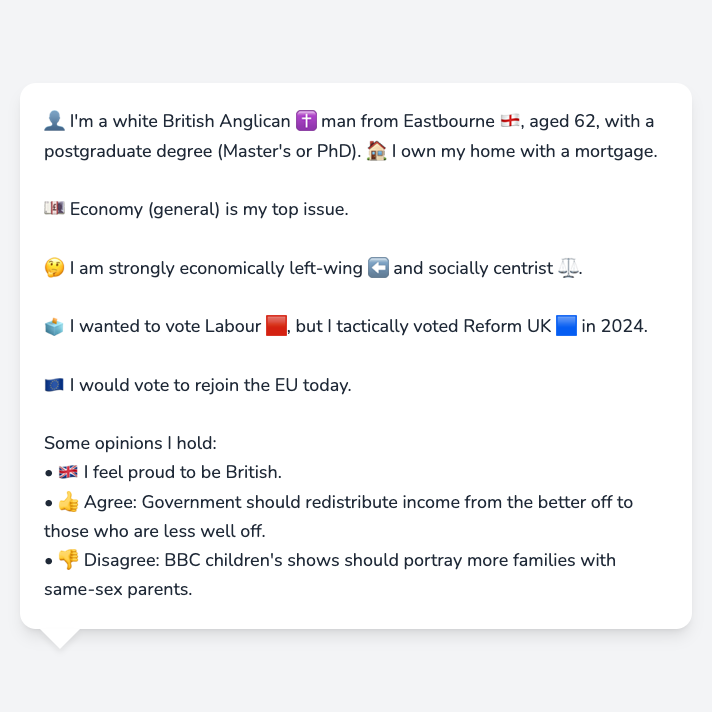 👤 I'm a white British Anglican ✝️ man from Eastbourne 🏴󠁧󠁢󠁥󠁮󠁧󠁿, aged 62, with a
postgraduate degree (Master's or PhD). 🏠 I own my home with a mortgage.
💷 Economy (general) is my top issue.
🤔 I am strongly economically left-wing ⬅️ and socially centrist ⚖️.
🗳️ I wanted to vote Labour 🟥, but I tactically voted Reform UK 🟦 in 2024.
🇪🇺 I would vote to rejoin the EU today.
Some opinions I hold:
• 🇬🇧 I feel proud to be British.
• 👍 Agree: Government should redistribute income from the better off to
those who are less well off.
• 👎 Disagree: BBC children's shows should portray more families with
same-sex parents.